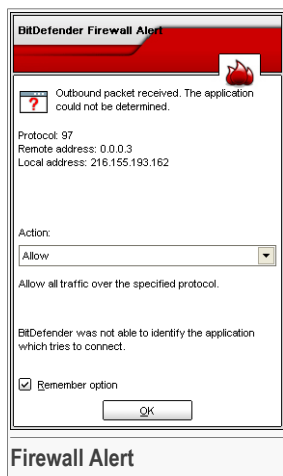 BitDefender Firewall Alert
Outbound packet received. The application
could not be determined.
Protocol: 97
Remote address: 0.0.0.3
Local address: 216.155.193.162
Action:
Allow
Allow all traffic over the specified protocol.
BitDefender was not able to identify the application
which tries to connect.
Remember option
OK
Firewall Alert